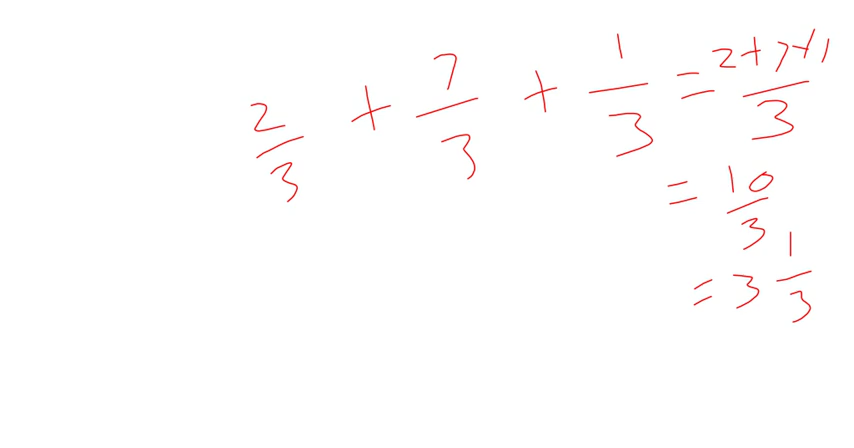 2/3 + 7/3 + 1/3 = 2+7+1/3
= 10/3
= 3 1/3